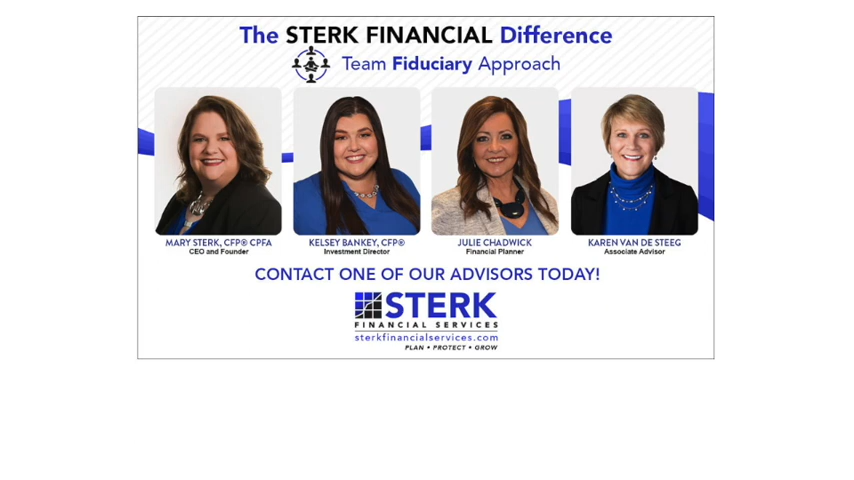 The STERK FINANCIAL Difference
Team Fiduciary Approach
MARY STERK, CFP® CPFA
CEO and Founder
KELSEY BANKEY, CFP®
Investment Director
JULIE CHADWICK
Financial Planner
KAREN VAN DE STEEG
Associate Advisor
CONTACT ONE OF OUR ADVISORS TODAY!
STERK
FINANCIAL SERVICES
sterkfinancialservices.com
PLAN • PROTECT • GROW